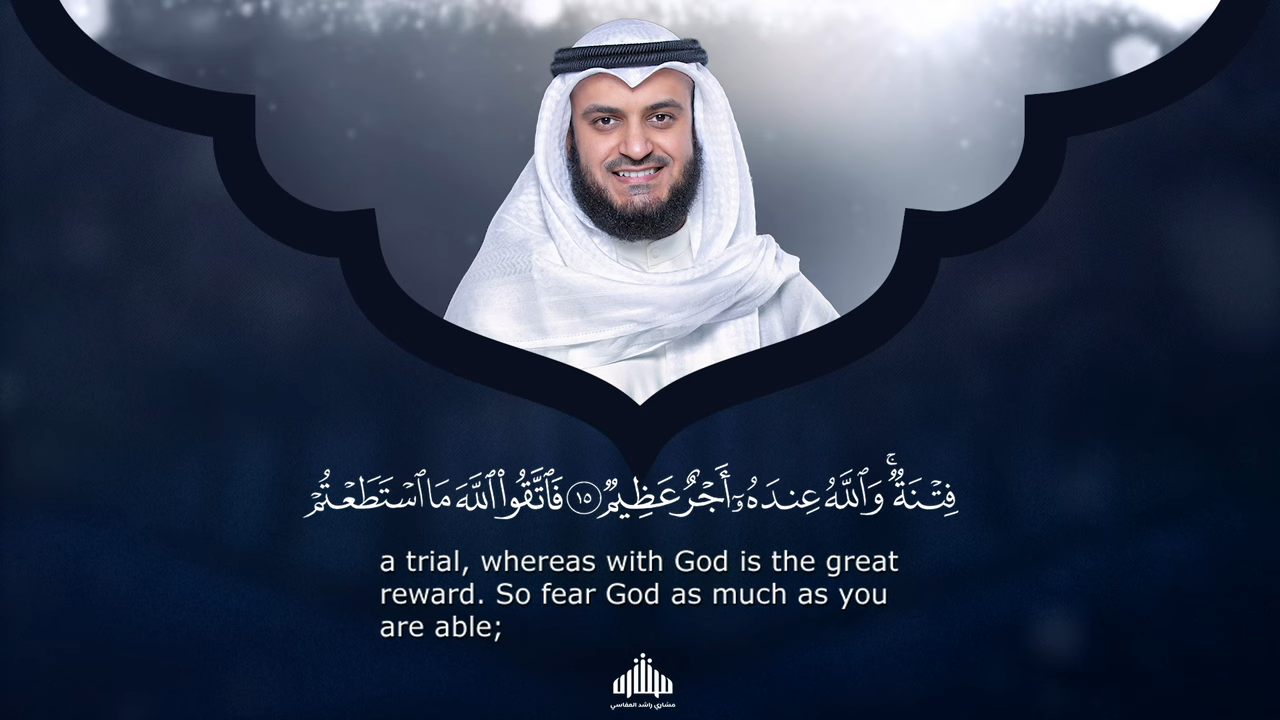 فِتْنَةٌ ۚ وَٱللَّهُ عِندَهُۥٓ أَجْرٌ عَظِيمٌ ١٥ فَٱتَّقُوا۟ ٱللَّهَ مَا ٱسْتَطَعْتُمْ
a trial, whereas with God is the great
reward. So fear God as much as you
are able;
مشاري
مشاري راشد العفاسي